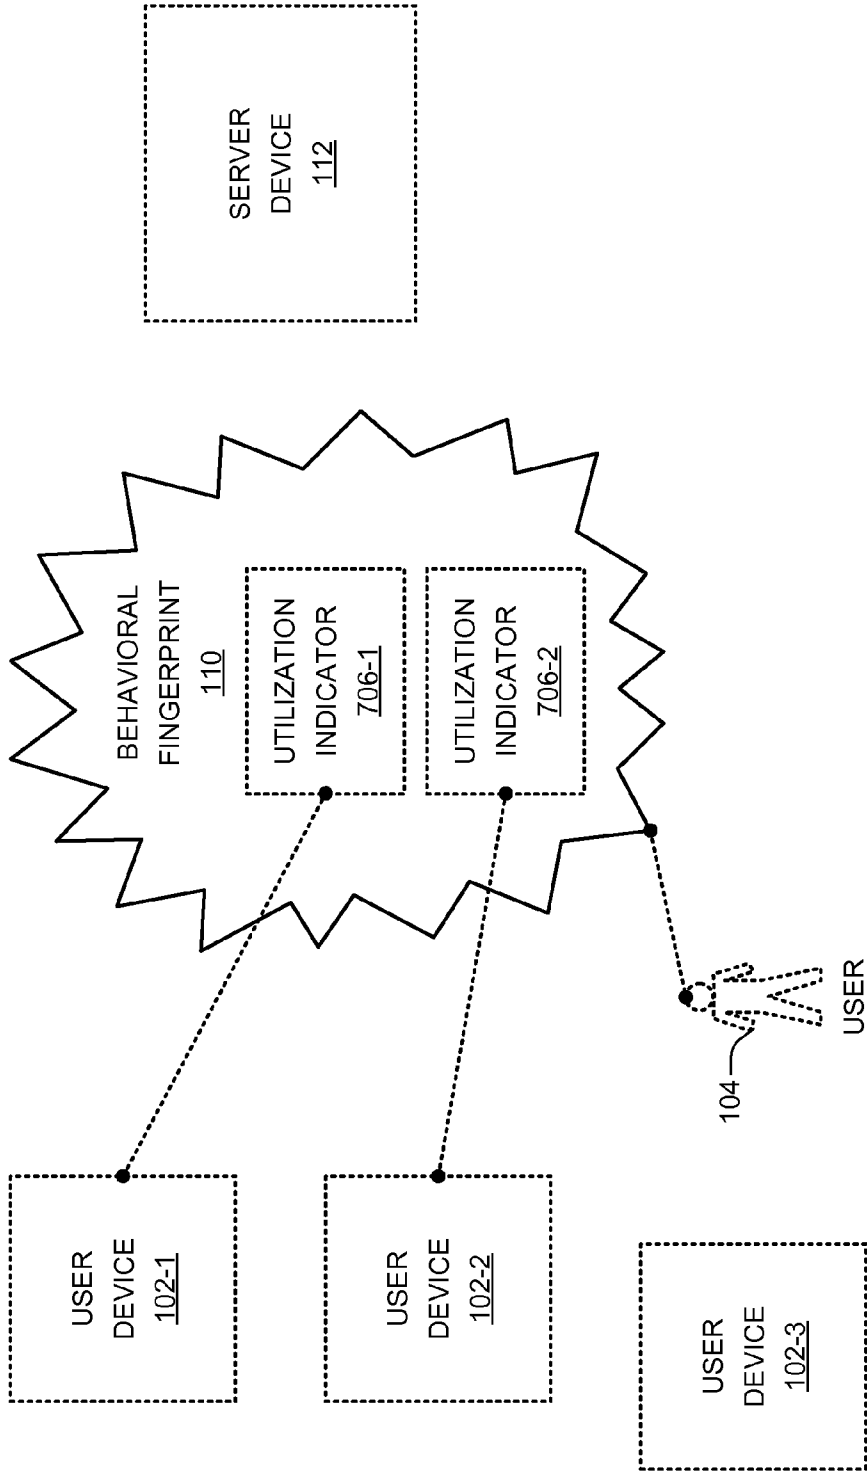 USER
DEVICE
102-1
USER
DEVICE
102-2
USER
DEVICE
102-3
BEHAVIORAL
FINGERPRINT
110
UTILIZATION
INDICATOR
706-1
UTILIZATION
INDICATOR
706-2
104
USER
SERVER
DEVICE
112